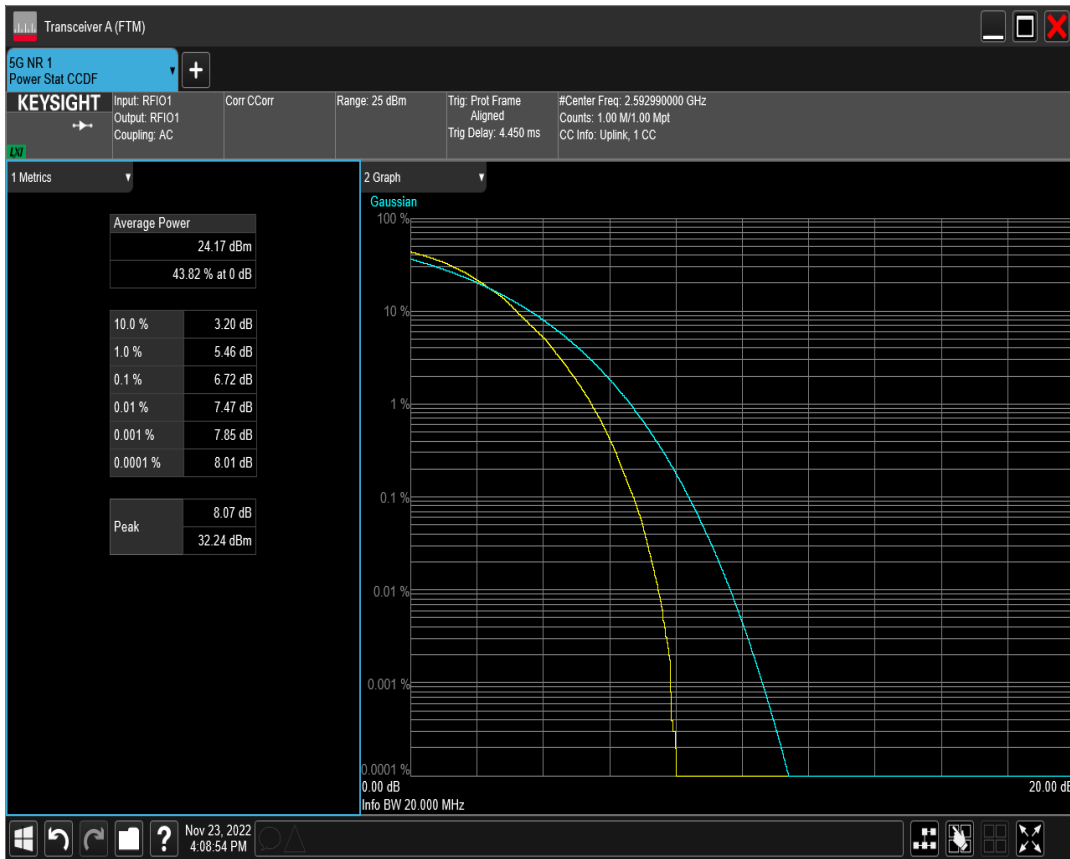 Transceiver A (FTM)
5G NR 1
Power Stat CCDF
KEYSIGHT
LXI
Input: RFIO1
Output: RFIO1
Coupling: AC
Corr CCorr
Range: 25 dBm
Trig: Prot Frame
Aligned
Trig Delay: 4.450 ms
#Center Freq: 2.592990000 GHz
Counts: 1.00 M/1.00 Mpt
CC Info: Uplink, 1 CC
1 Metrics
Average Power
24.17 dBm
43.82 % at 0 dB
10.0 % 3.20 dB
1.0 % 5.46 dB
0.1 % 6.72 dB
0.01 % 7.47 dB
0.001 % 7.85 dB
0.0001 % 8.01 dB
Peak 8.07 dB
32.24 dBm
2 Graph
Gaussian
100 %
10 %
1 %
0.1 %
0.01 %
0.001 %
0.0001 %
0.00 dB 20.00 dB
Info BW 20.000 MHz
Nov 23, 2022
4:08:54 PM